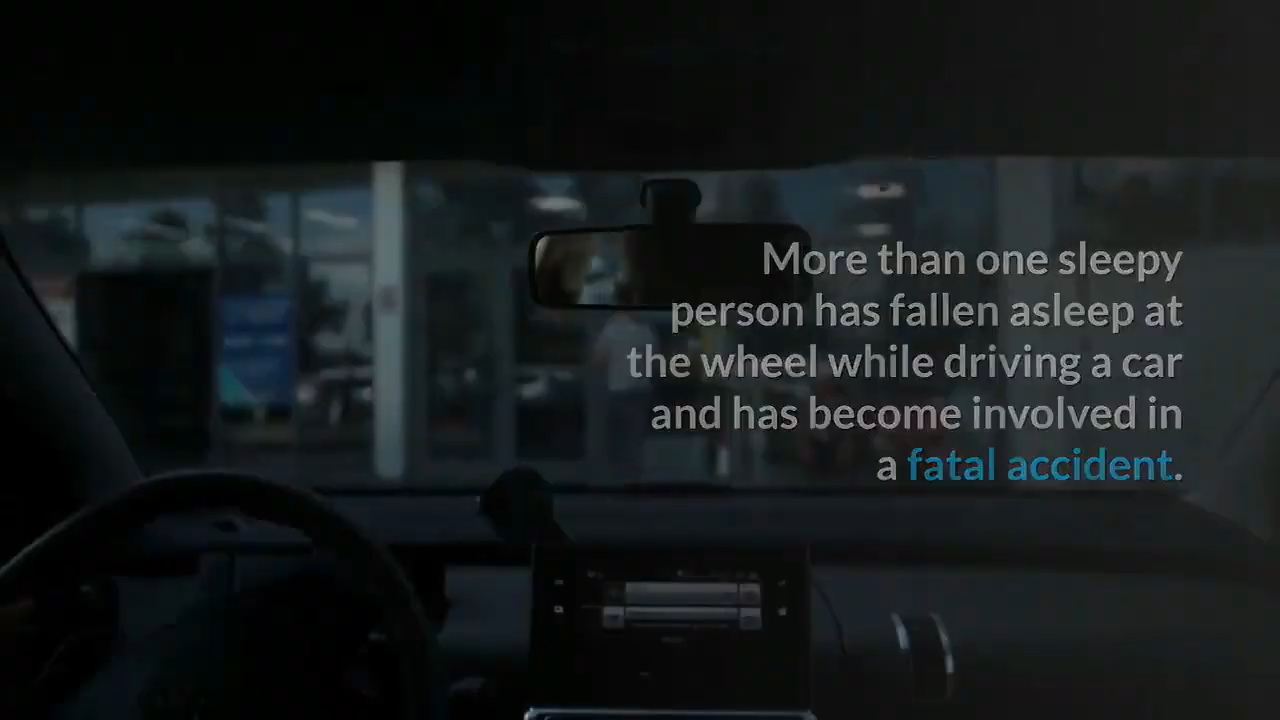 More than one sleepy
person has fallen asleep at
the wheel while driving a car
and has become involved in
a fatal accident.